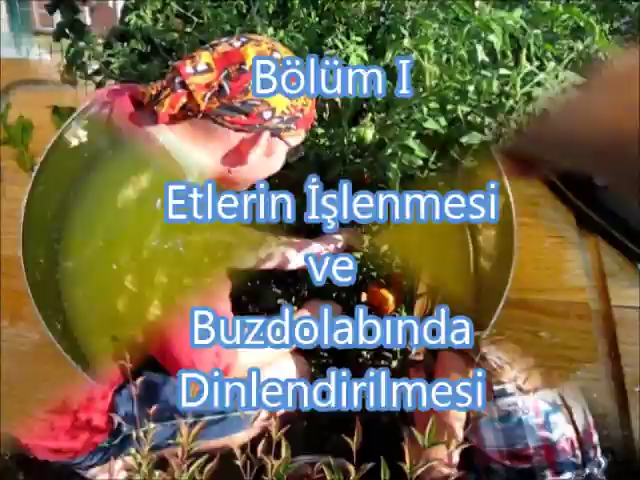 Bölüm I
Etlerin İşlenmesi
ve
Buzdolabında
Dinlendirilmesi